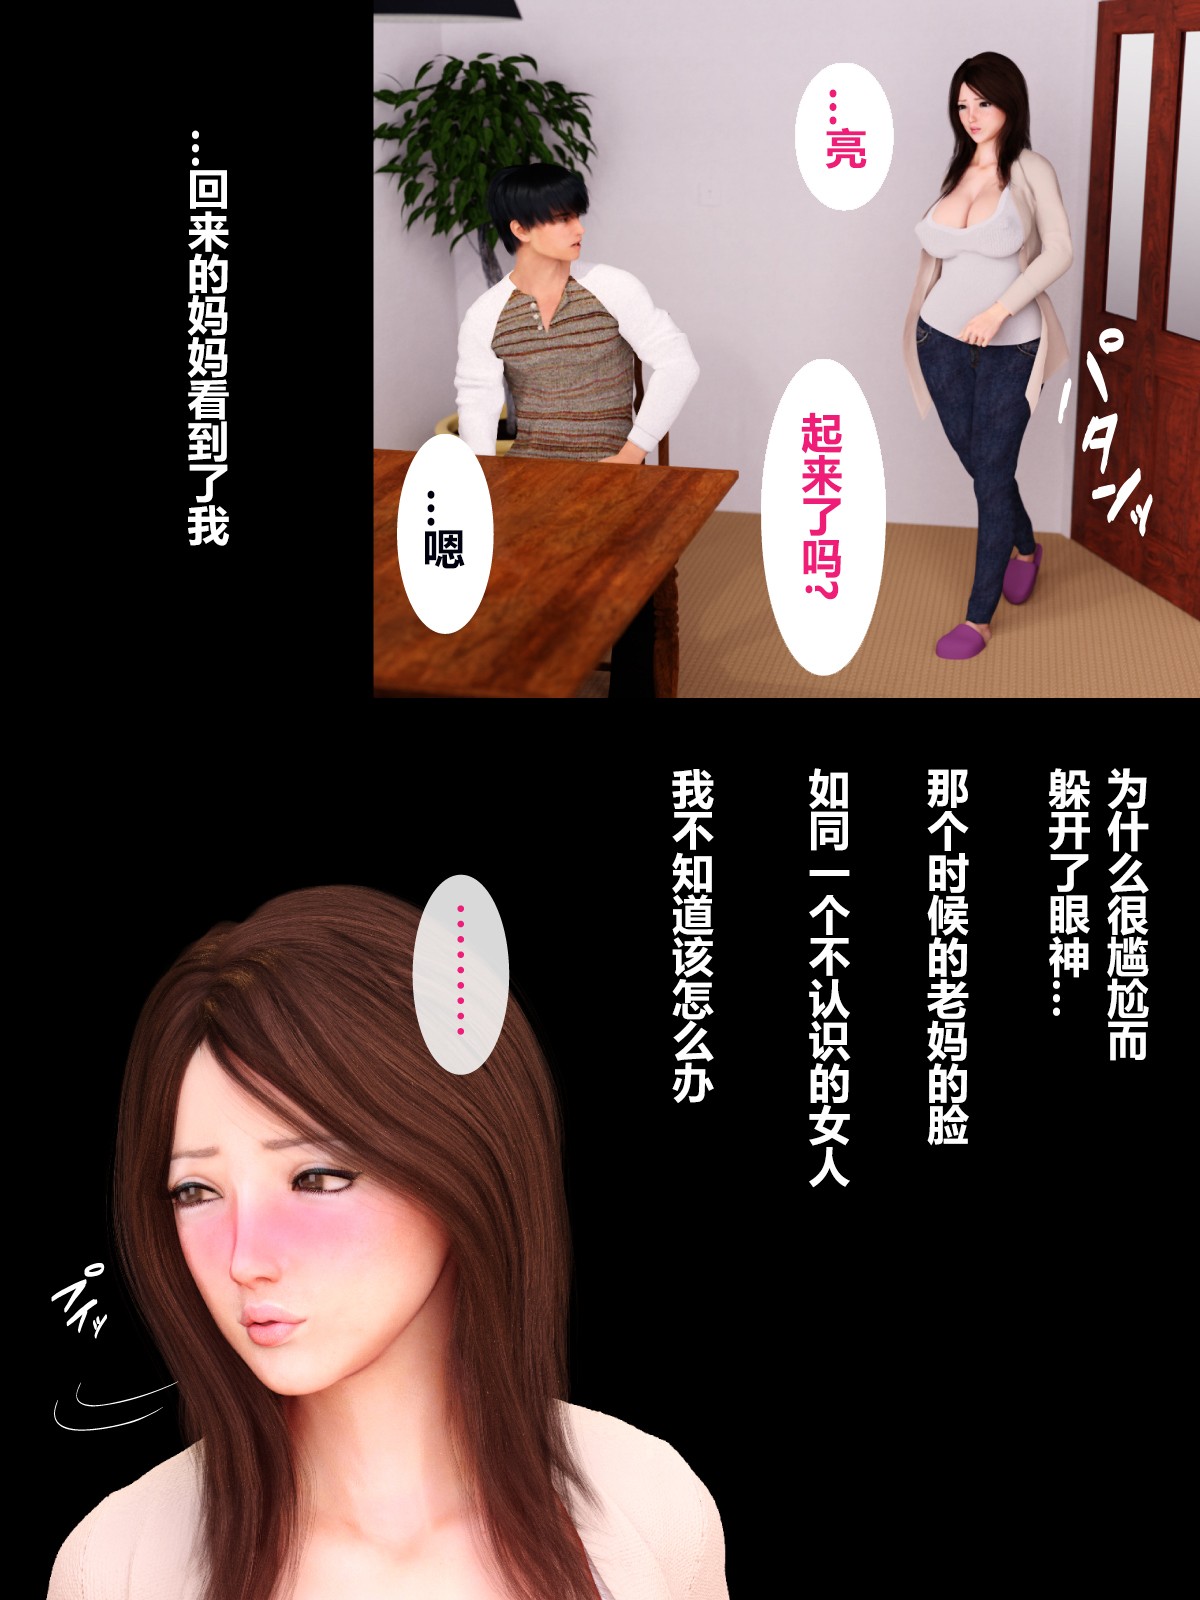 …亮
起来了吗?
パタンッ
…嗯
…回来的妈妈看到了我
为什么很尴尬而
躲开了眼神…
那个时候的老妈的脸
如同一个不认识的女人
我不知道该怎么办
………
プイッ